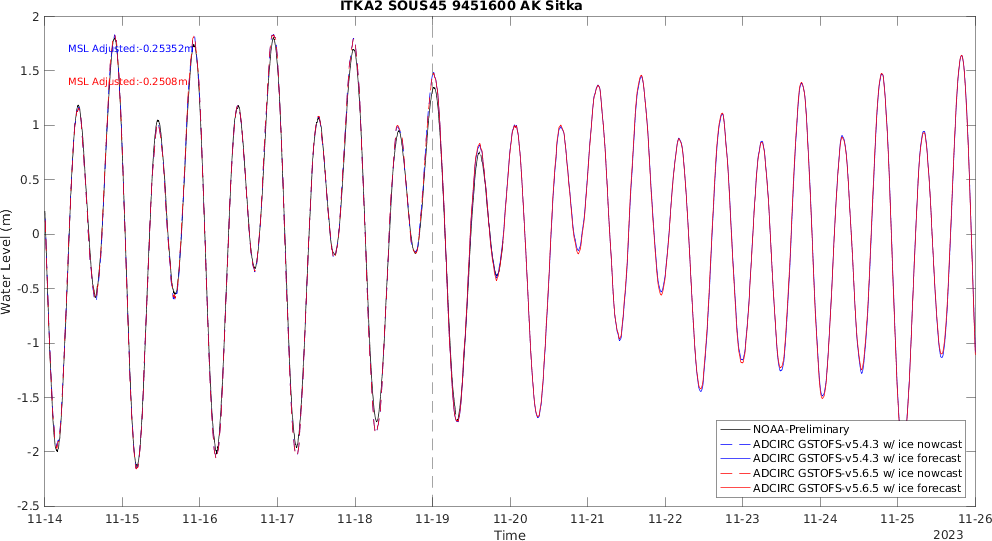 ITKA2 SOUS45 9451600 AK Sitka
MSL Adjusted:-0.25352m
MSL Adjusted:-0.2508m
Water Level (m)
2
1.5
1
0.5
0
-0.5
-1
-1.5
-2
-2.5
NOAA-Preliminary
ADCIRC GSTOFS-v5.4.3 w/ ice nowcast
ADCIRC GSTOFS-v5.4.3 w/ ice forecast
ADCIRC GSTOFS-v5.6.5 w/ ice nowcast
ADCIRC GSTOFS-v5.6.5 w/ ice forecast
11-14 11-15 11-16 11-17 11-18 11-19 11-20 11-21 11-22 11-23 11-24 11-25 11-26
Time
2023